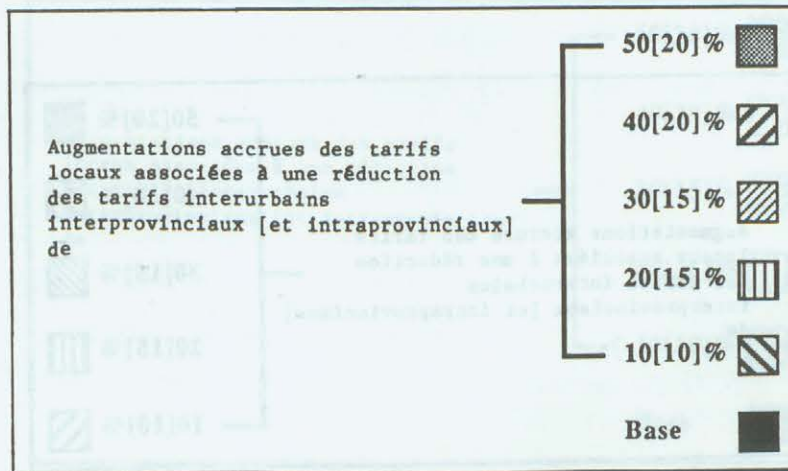 50[20]%
40[20]%
Augmentations accrues des tarifs
locaux associées à une réduction
des tarifs interurbains
interprovinciaux [et intraprovinciaux]
de
30[15]%
20[15]%
10[10]%
Base